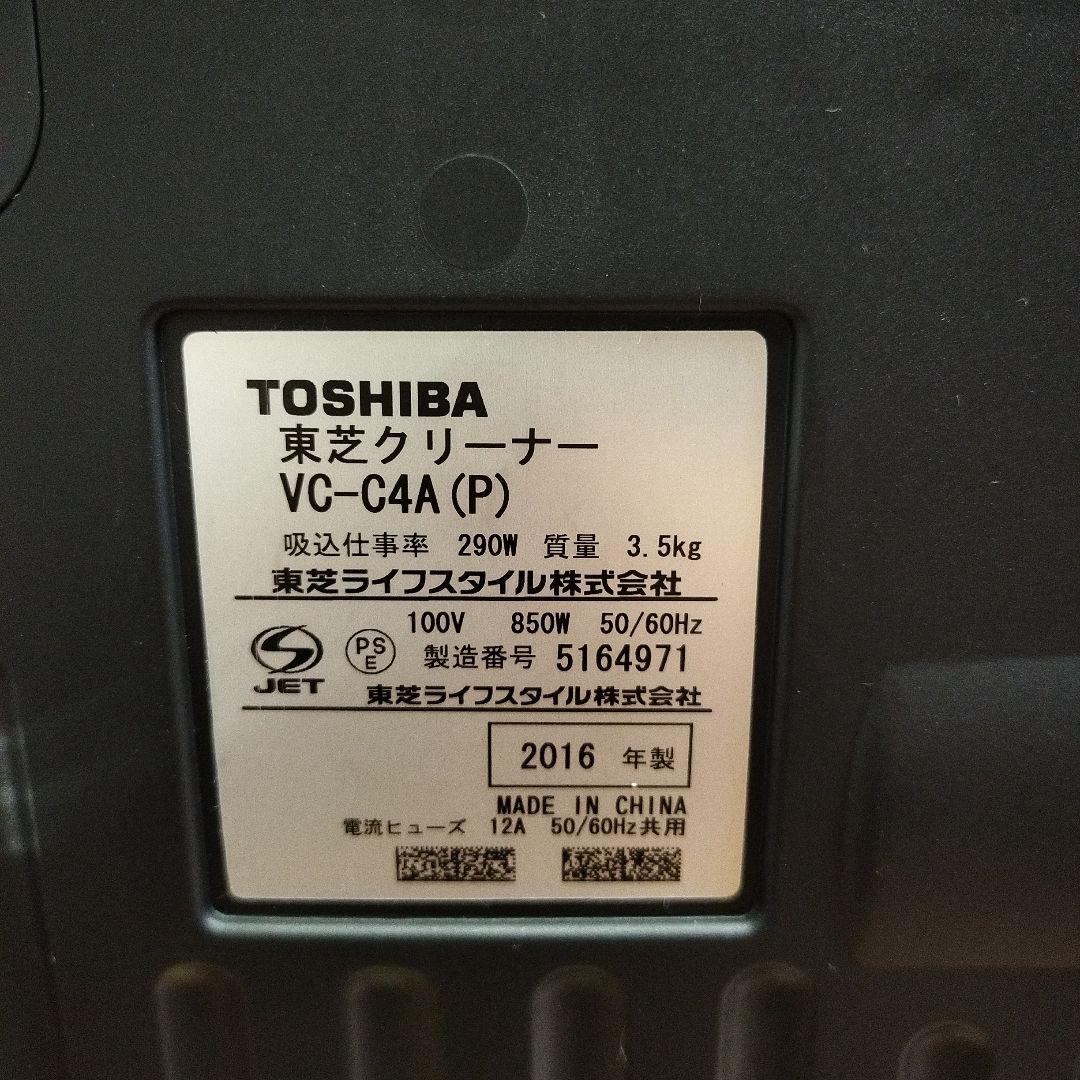 TOSHIBA
東芝クリーナー
VC-C4A(P)
吸込仕事率 290W 質量 3.5kg
東芝ライフスタイル株式会社
100V 850W 50/60Hz
PS
E
製造番号 5164971
JET
東芝ライフスタイル株式会社
2016 年製
MADE IN CHINA
電流ヒューズ 12A 50/60Hz共用